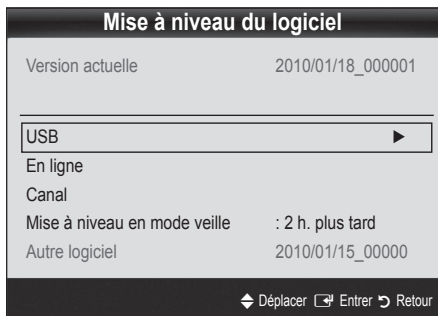 Mise à niveau du logiciel
Version actuelle 2010/01/18_000001
USB ►
En ligne
Canal
Mise à niveau en mode veille : 2 h. plus tard
Autre logiciel 2010/01/15_00000
Déplacer Entrer Retour